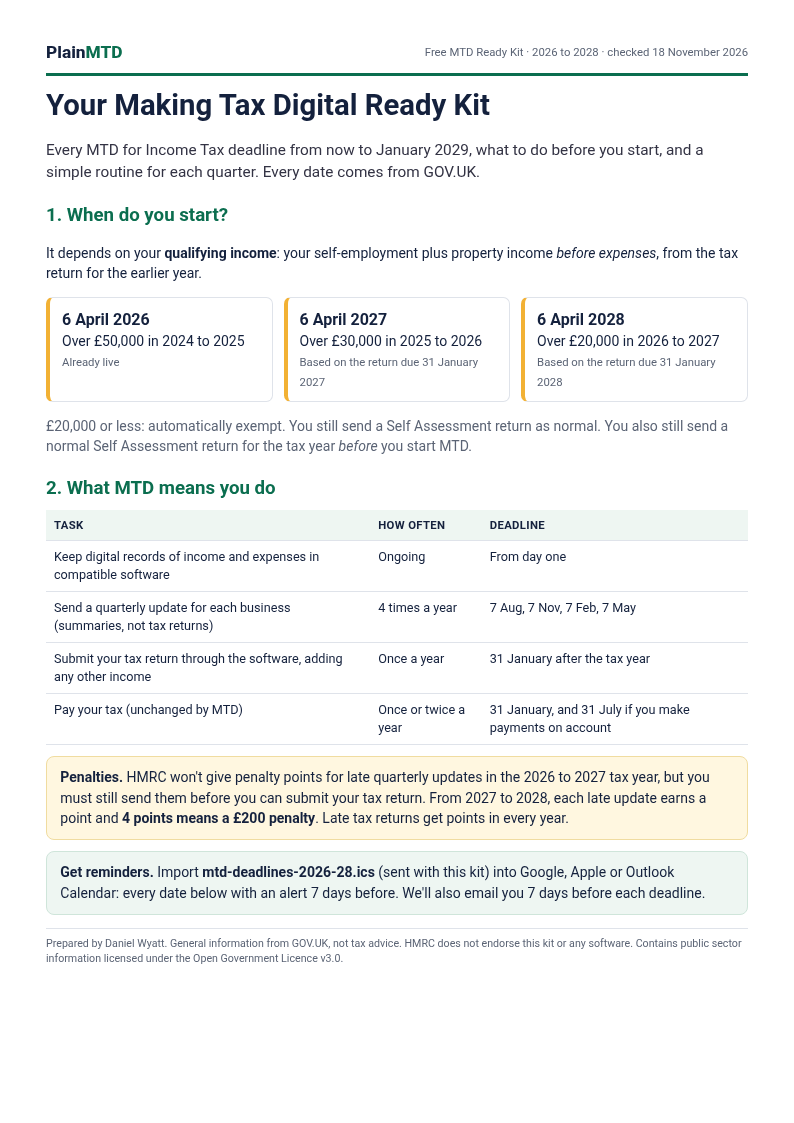 PlainMTD
Free MTD Ready Kit · 2026 to 2028 · checked 18 November 2026
Your Making Tax Digital Ready Kit
Every MTD for Income Tax deadline from now to January 2029, what to do before you start, and a
simple routine for each quarter. Every date comes from GOV.UK.
1. When do you start?
It depends on your qualifying income: your self-employment plus property income before expenses, from the tax
return for the earlier year.
6 April 2026
Over £50,000 in 2024 to 2025
Already live
6 April 2027
Over £30,000 in 2025 to 2026
Based on the return due 31 January
2027
6 April 2028
Over £20,000 in 2026 to 2027
Based on the return due 31 January
2028
£20,000 or less: automatically exempt. You still send a Self Assessment return as normal. You also still send a
normal Self Assessment return for the tax year before you start MTD.
2. What MTD means you do
TASK HOW OFTEN DEADLINE
Keep digital records of income and expenses in
compatible software
Ongoing
From day one
Send a quarterly update for each business
(summaries, not tax returns)
4 times a year
7 Aug, 7 Nov, 7 Feb, 7 May
Submit your tax return through the software, adding
any other income
Once a year
31 January after the tax year
Pay your tax (unchanged by MTD)
Once or twice a
year
31 January, and 31 July if you make
payments on account
Penalties. HMRC won't give penalty points for late quarterly updates in the 2026 to 2027 tax year, but you
must still send them before you can submit your tax return. From 2027 to 2028, each late update earns a
point and 4 points means a £200 penalty. Late tax returns get points in every year.
Get reminders. Import mtd-deadlines-2026-28.ics (sent with this kit) into Google, Apple or Outlook
Calendar: every date below with an alert 7 days before. We'll also email you 7 days before each deadline.
Prepared by Daniel Wyatt. General information from GOV.UK, not tax advice. HMRC does not endorse this kit or any software. Contains public sector
information licensed under the Open Government Licence v3.0.